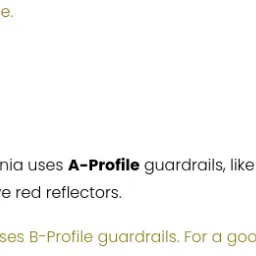 e.
nia uses A-Profile guardrails, like
e red reflectors.
ses B-Profile guardrails. For a goo